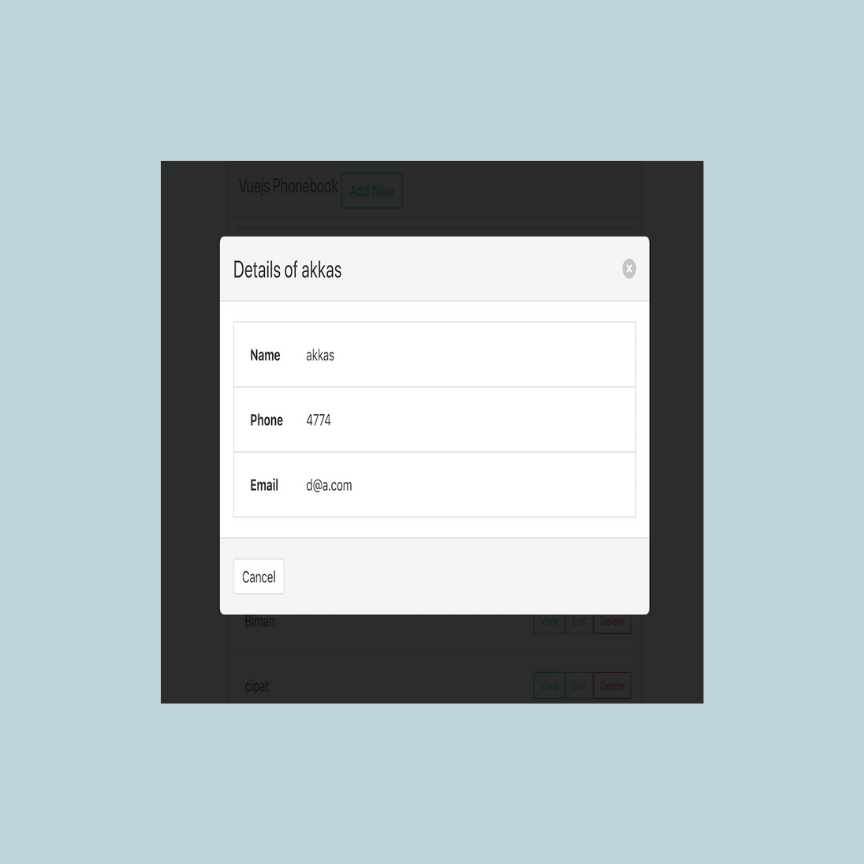 Vuejs Phonebook Add New
Details of akkas
Name akkas
Phone 4774
Email d@a.com
Cancel
Biman View Edit Delete
cipat View Edit Delete